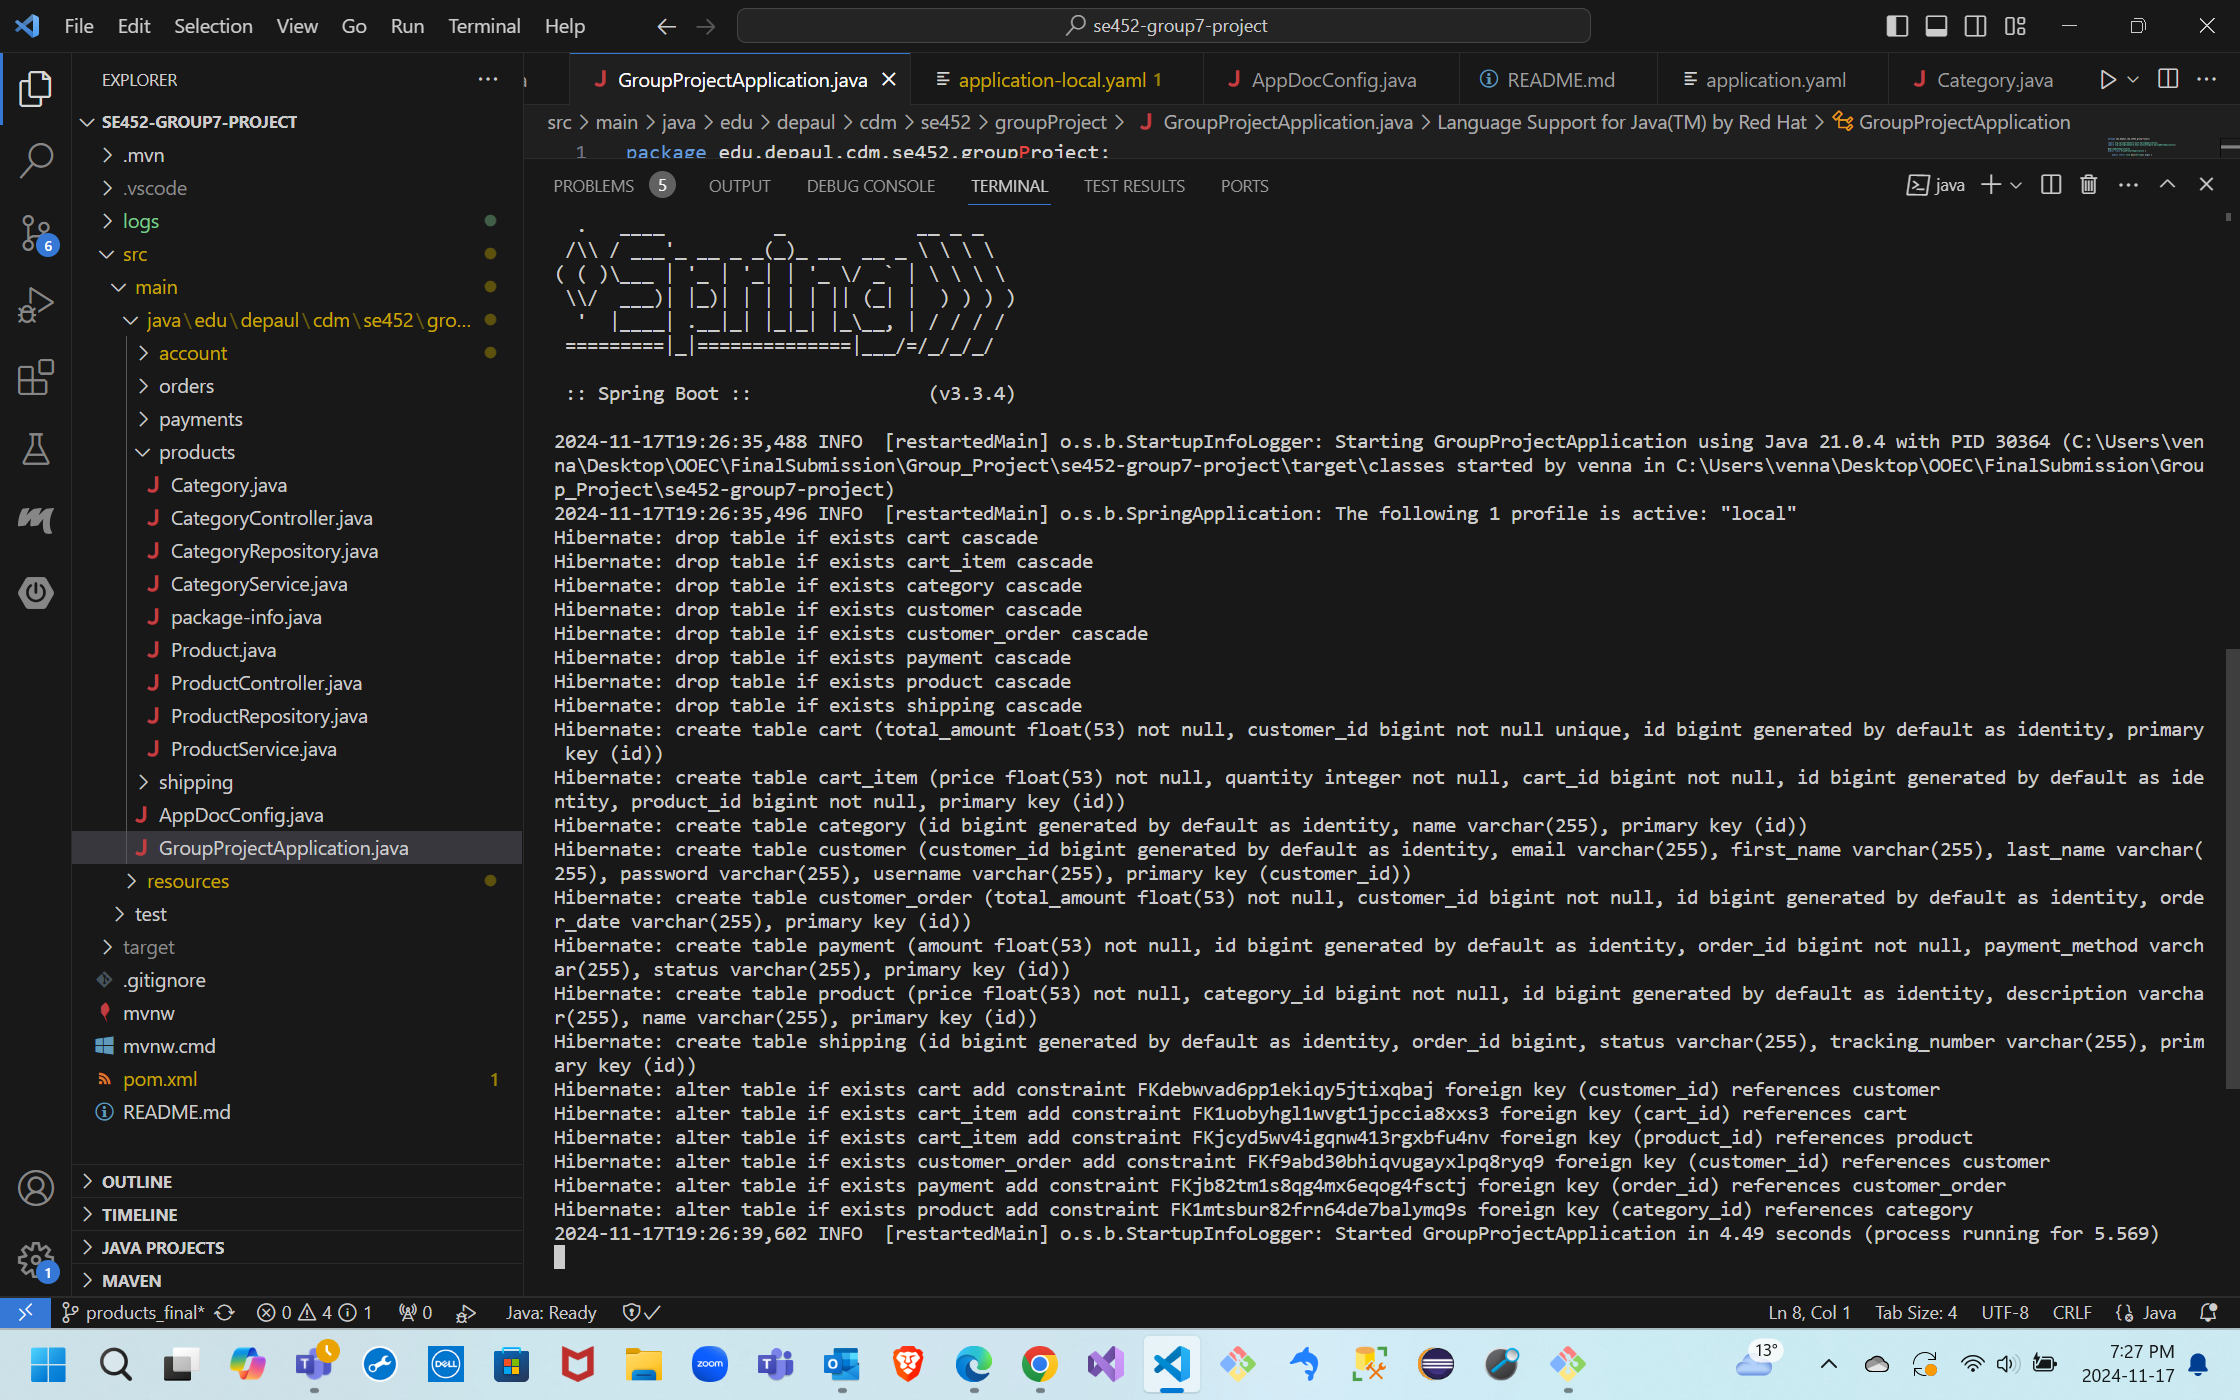 File Edit Selection View Go Run Terminal Help
se452-group7-project
EXPLORER
SE452-GROUP7-PROJECT
.mvn
.vscode
logs
src
main
java\edu\depaul\cdm\se452\gro...
account
orders
payments
products
Category.java
CategoryController.java
CategoryRepository.java
CategoryService.java
package-info.java
Product.java
ProductController.java
ProductRepository.java
ProductService.java
shipping
AppDocConfig.java
GroupProjectApplication.java
resources
test
target
.gitignore
mvnw
mvnw.cmd
pom.xml 1
README.md
OUTLINE
TIMELINE
JAVA PROJECTS
MAVEN
6
1
GroupProjectApplication.java application-local.yaml 1 AppDocConfig.java README.md application.yaml Category.java
src > main > java > edu > depaul > cdm > se452 > groupProject > GroupProjectApplication.java > Language Support for Java(TM) by Red Hat > GroupProjectApplication
1 package edu.depaul.cdm.se452.groupProject;
PROBLEMS 5 OUTPUT DEBUG CONSOLE TERMINAL TEST RESULTS PORTS
java
:: Spring Boot :: (v3.3.4)
2024-11-17T19:26:35,488 INFO [restartedMain] o.s.b.StartupInfoLogger: Starting GroupProjectApplication using Java 21.0.4 with PID 30364 (C:\Users\ven
na\Desktop\OOEC\FinalSubmission\Group_Project\se452-group7-project\target\classes started by venna in C:\Users\venna\Desktop\OOEC\FinalSubmission\Grou
p_Project\se452-group7-project)
2024-11-17T19:26:35,496 INFO [restartedMain] o.s.b.SpringApplication: The following 1 profile is active: "local"
Hibernate: drop table if exists cart cascade
Hibernate: drop table if exists cart_item cascade
Hibernate: drop table if exists category cascade
Hibernate: drop table if exists customer cascade
Hibernate: drop table if exists customer_order cascade
Hibernate: drop table if exists payment cascade
Hibernate: drop table if exists product cascade
Hibernate: drop table if exists shipping cascade
Hibernate: create table cart (total_amount float(53) not null, customer_id bigint not null unique, id bigint generated by default as identity, primary
key (id))
Hibernate: create table cart_item (price float(53) not null, quantity integer not null, cart_id bigint not null, id bigint generated by default as ide
ntity, product_id bigint not null, primary key (id))
Hibernate: create table category (id bigint generated by default as identity, name varchar(255), primary key (id))
Hibernate: create table customer (customer_id bigint generated by default as identity, email varchar(255), first_name varchar(255), last_name varchar(
255), password varchar(255), username varchar(255), primary key (customer_id))
Hibernate: create table customer_order (total_amount float(53) not null, customer_id bigint not null, id bigint generated by default as identity, orde
r_date varchar(255), primary key (id))
Hibernate: create table payment (amount float(53) not null, id bigint generated by default as identity, order_id bigint not null, payment_method varch
ar(255), status varchar(255), primary key (id))
Hibernate: create table product (price float(53) not null, category_id bigint not null, id bigint generated by default as identity, description varcha
r(255), name varchar(255), primary key (id))
Hibernate: create table shipping (id bigint generated by default as identity, order_id bigint, status varchar(255), tracking_number varchar(255), prim
ary key (id))
Hibernate: alter table if exists cart add constraint FKdebwvad6pp1ekiqy5jtixqbaj foreign key (customer_id) references customer
Hibernate: alter table if exists cart_item add constraint FK1uobyhgl1wvgt1jpccia8xxs3 foreign key (cart_id) references cart
Hibernate: alter table if exists cart_item add constraint FKjcyd5wv4igqnw413rgxbfu4nv foreign key (product_id) references product
Hibernate: alter table if exists customer_order add constraint FKf9abd30bhiqvugayxlpq8ryq9 foreign key (customer_id) references customer
Hibernate: alter table if exists payment add constraint FKjb82tm1s8qg4mx6eqog4fsctj foreign key (order_id) references customer_order
Hibernate: alter table if exists product add constraint FK1mtsbur82frn64de7balymq9s foreign key (category_id) references category
2024-11-17T19:26:39,602 INFO [restartedMain] o.s.b.StartupInfoLogger: Started GroupProjectApplication in 4.49 seconds (process running for 5.569)
products_final* 0 4 1 0 Java: Ready Ln 8, Col 1 Tab Size: 4 UTF-8 CRLF Java
DELL
zoom
13°
7:27 PM
2024-11-17